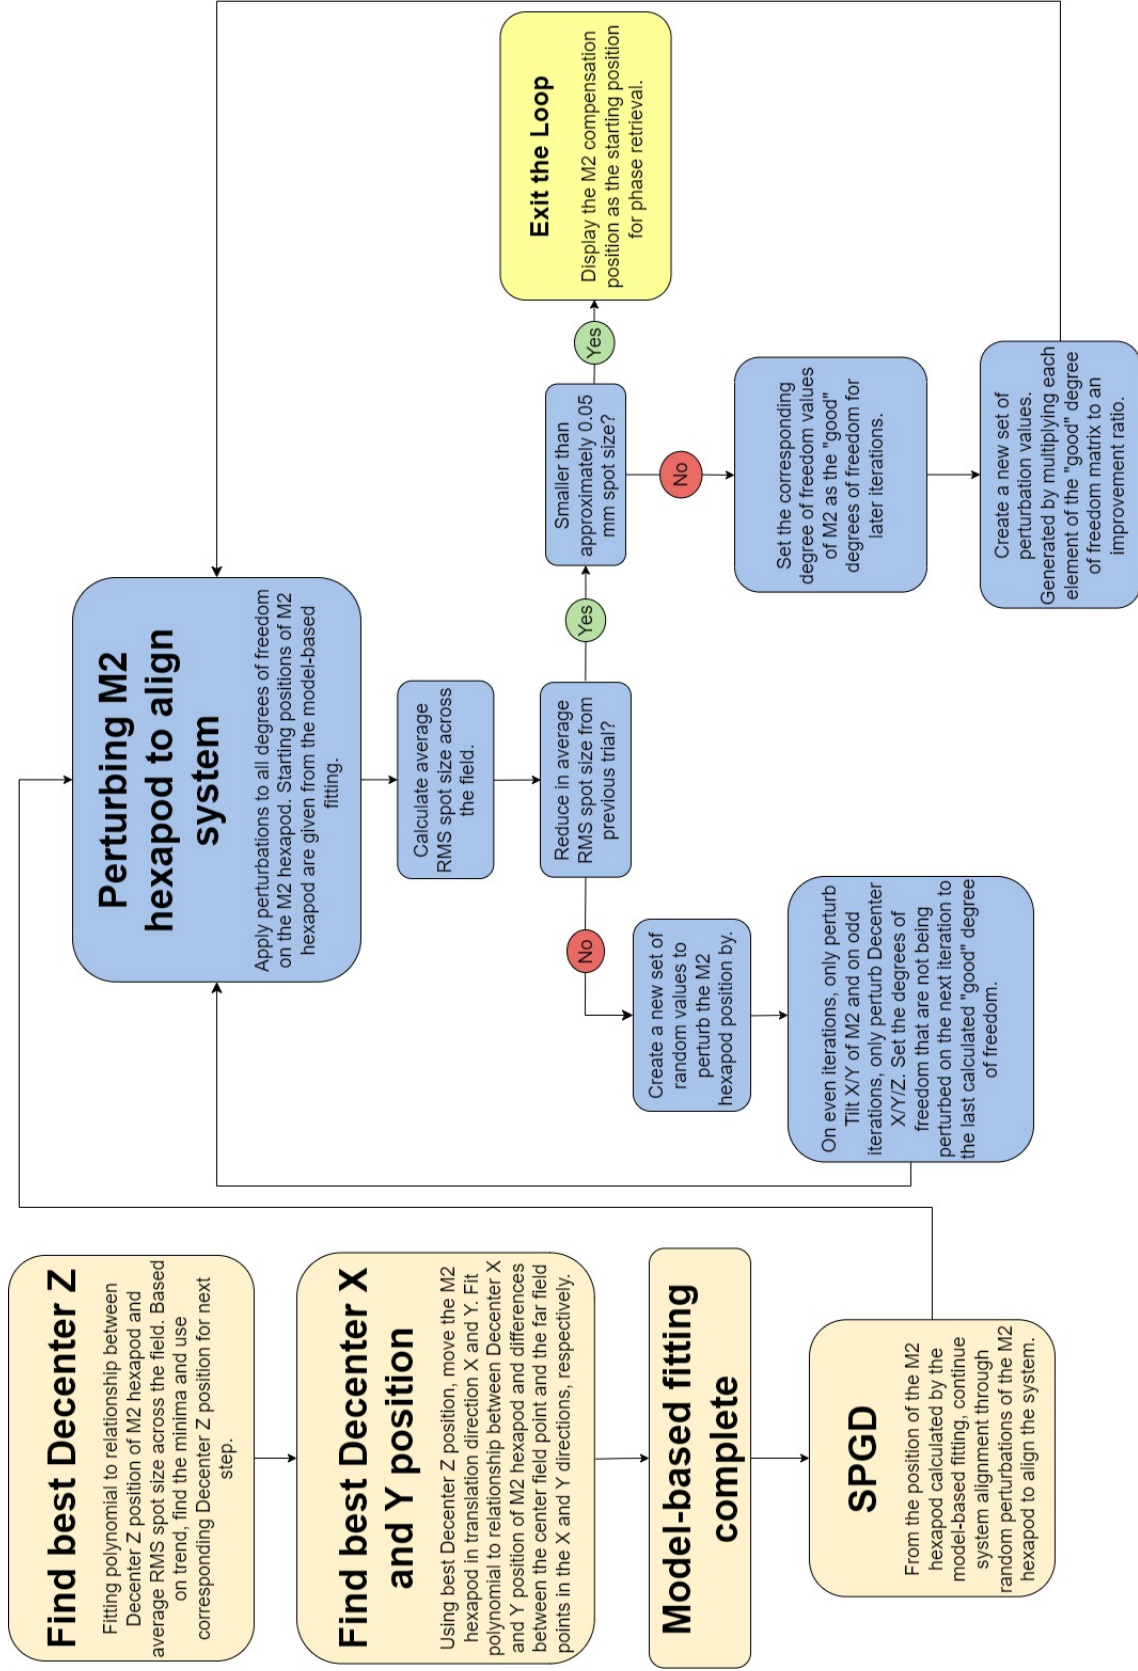 Find best Decenter Z
Fitting polynomial to relationship between
Decenter Z position of M2 hexapod and
average RMS spot size across the field. Based
on trend, find the minima and use
corresponding Decenter Z position for next
step.
Find best Decenter X
and Y position
Using best Decenter Z position, move the M2
hexapod in translation direction X and Y. Fit
polynomial to relationship between Decenter X
and Y position of M2 hexapod and differences
between the center field point and the far field
points in the X and Y directions, respectively.
Model-based fitting
complete
SPGD
From the position of the M2
hexapod calculated by the
model-based fitting, continue
system alignment through
random perturbations of the M2
hexapod to align the system.
Perturbing M2
hexapod to align
system
Apply perturbations to all degrees of freedom
on the M2 hexapod. Starting positions of M2
hexapod are given from the model-based
fitting.
Calculate average
RMS spot size across
the field.
Reduce in average
RMS spot size from
previous trial?
No
Create a new set of
random values to
perturb the M2
hexapod position by.
On even iterations, only perturb
Tilt X/Y of M2 and on odd
iterations, only perturb Decenter
X/Y/Z. Set the degrees of
freedom that are not being
perturbed on the next iteration to
the last calculated "good" degree
of freedom.
Yes
Smaller than
approximately 0.05
mm spot size?
Yes
Exit the Loop
Display the M2 compensation
position as the starting position
for phase retrieval.
No
Set the corresponding
degree of freedom values
of M2 as the "good"
degrees of freedom for
later iterations.
Create a new set of
perturbation values.
Generated by multiplying each
element of the "good" degree
of freedom matrix to an
improvement ratio.